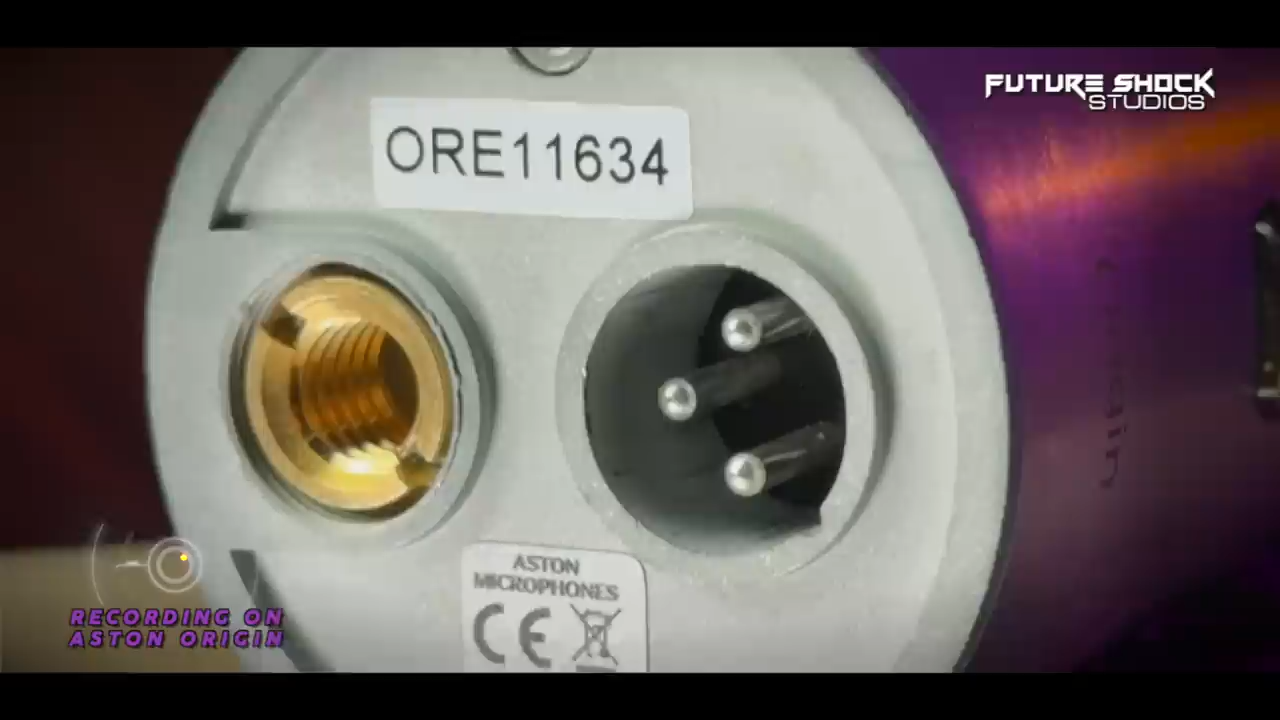 FUTURE SHOCK
STUDIOS
ORE11634
ASTON
MICROPHONES
CE
RECORDING ON
ASTON ORIGIN